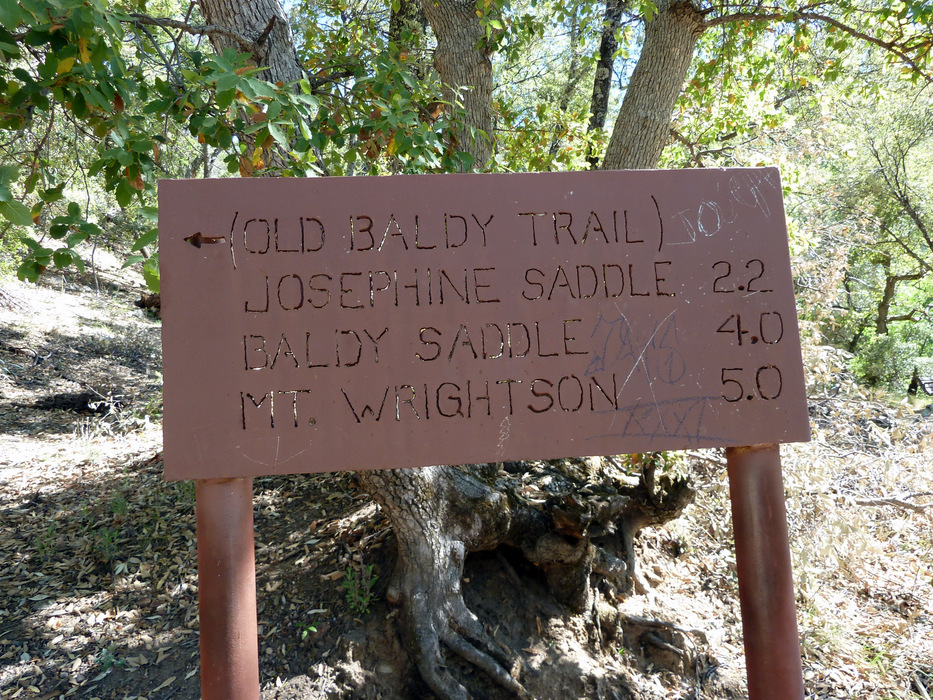 (OLD BALDY TRAIL)
JOSEPHINE SADDLE 2.2
BALDY SADDLE 4.0
MT. WRIGHTSON 5.0